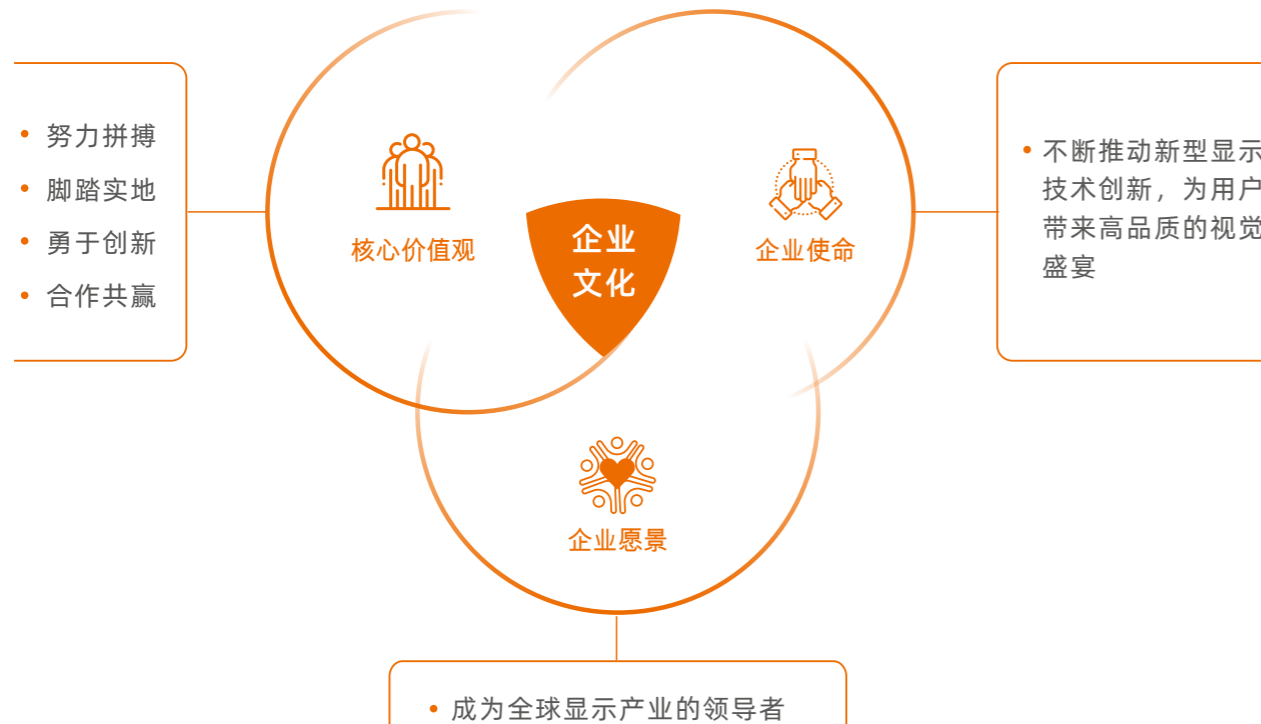 努力拼搏
脚踏实地
勇于创新
合作共赢
核心价值观
企业
文化
企业使命
不断推动新型显示
技术创新，为用户
带来高品质的视觉
盛宴
企业愿景
成为全球显示产业的领导者